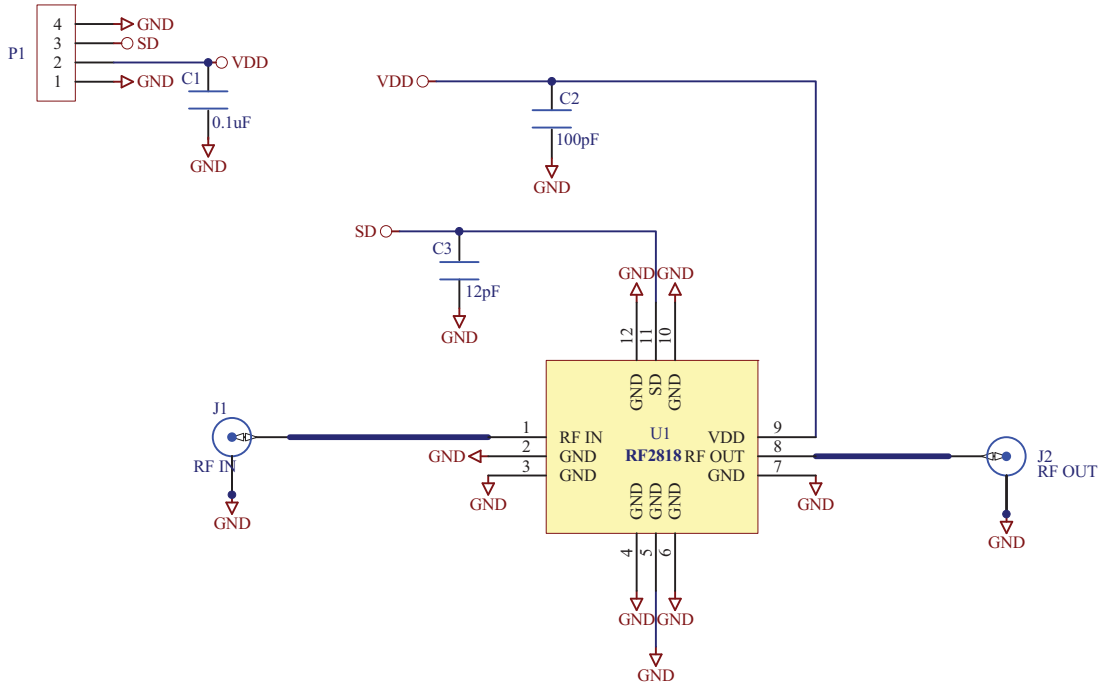 4 GND
P1 3 SD
2 VDD
1 GND
C1
0.1uF
GND
VDD
C2
100pF
GND
SD
C3
12pF
GND
GND GND
12 11 10
GND SD GND
J1
RF IN
GND
1 RF IN U1 VDD 9
GND 2 GND RF2818 RF OUT 8
3 GND GND 7
GND GND
J2
RF OUT
GND
GND GND GND
4 5 6
GND GND
GND